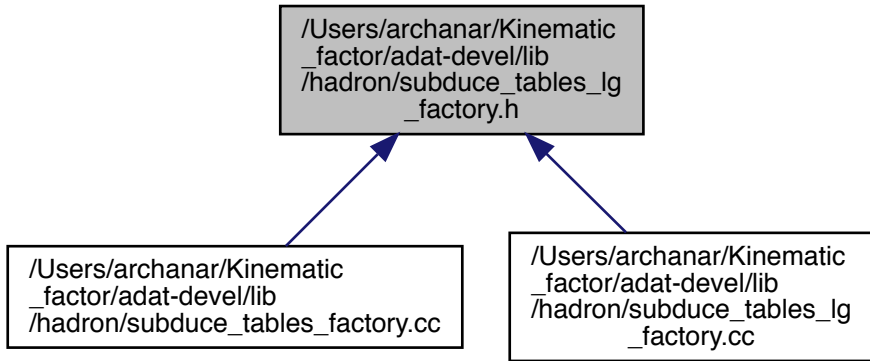 /Users/archanar/Kinematic
_factor/adat-devel/lib
/hadron/subduce_tables_lg
_factory.h
/Users/archanar/Kinematic
_factor/adat-devel/lib
/hadron/subduce_tables_factory.cc
/Users/archanar/Kinematic
_factor/adat-devel/lib
/hadron/subduce_tables_lg
_factory.cc